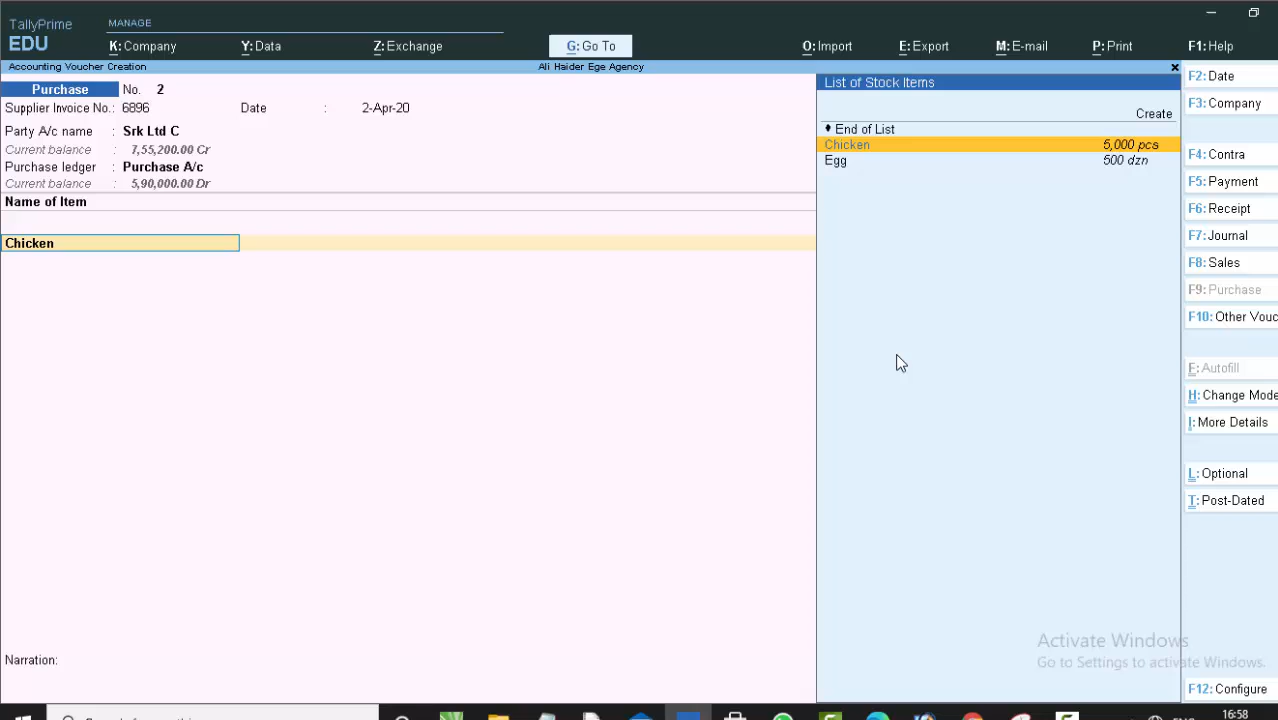 TallyPrime
EDU
MANAGE
K: Company
Y: Data
Z: Exchange
G: Go To
O: Import
E: Export
M: E-mail
P: Print
F1: Help
Accounting Voucher Creation
Ali Haider Ege Agency
Purchase No. 2
Supplier Invoice No.: 6896 Date : 2-Apr-20
Party A/c name : Srk Ltd C
Current balance : 7,55,200.00 Cr
Purchase ledger : Purchase A/c
Current balance : 5,90,000.00 Dr
Name of Item
Chicken
Narration:
List of Stock Items
Create
♦ End of List
Chicken 5,000 pcs
Egg 500 dzn
F2: Date
F3: Company
F4: Contra
F5: Payment
F6: Receipt
F7: Journal
F8: Sales
F9: Purchase
F10: Other Vouc
F: Autofill
H: Change Mode
I: More Details
L: Optional
T: Post-Dated
F12: Configure
Activate Windows
Go to Settings to activate Windows.
16:58